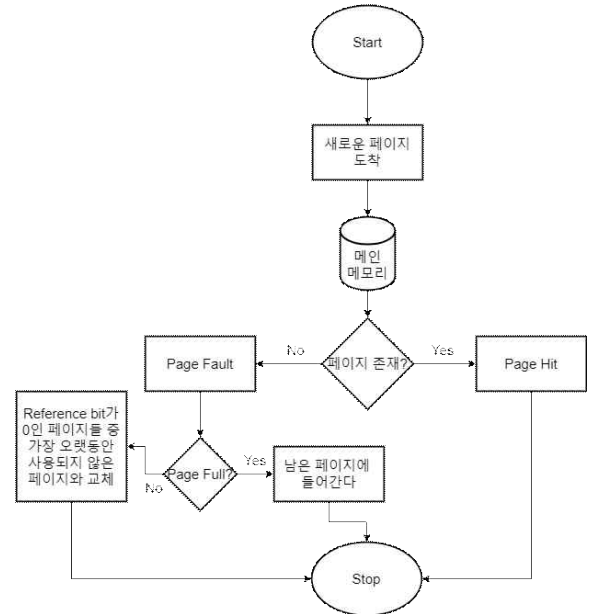 Start
새로운 페이지
도착
메인
메모리
페이지 존재?
No
Yes
Page Fault
Page Hit
Reference bit가
0인 페이지들 중
가장 오랫동안
사용되지 않은
페이지와 교체
Page Full?
Yes
No
남은 페이지에
들어간다
Stop